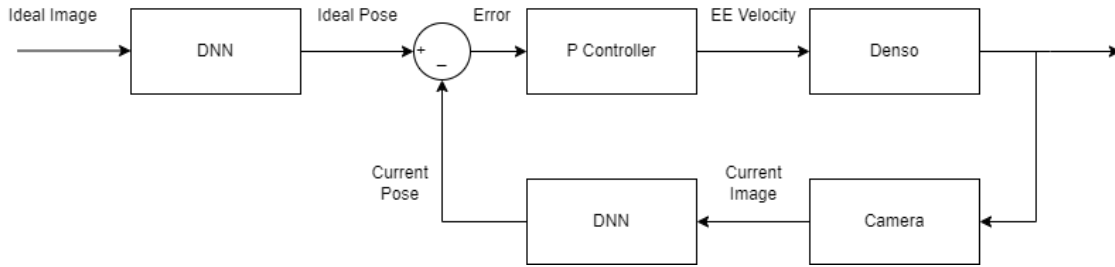 Ideal Image
DNN
Ideal Pose
+
−
Error
P Controller
EE Velocity
Denso
Current
Pose
DNN
Current
Image
Camera